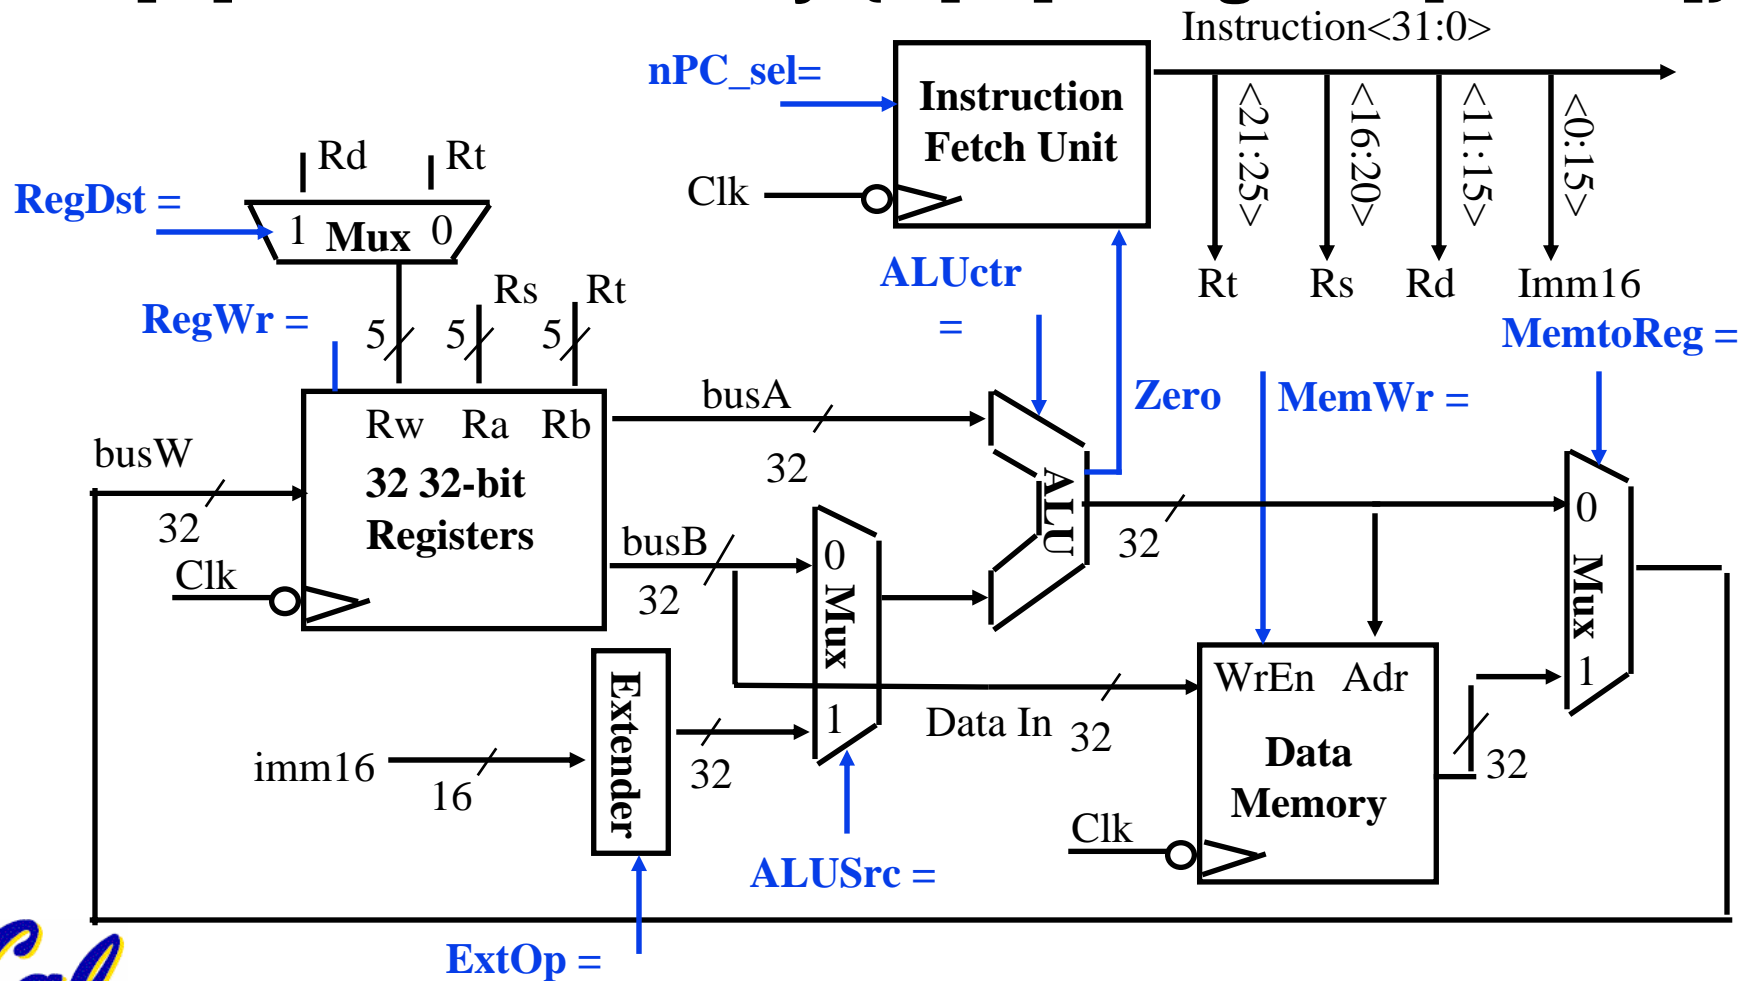 Instruction<31:0>
nPC_sel=
Instruction
Fetch Unit
<21:25>
<16:20>
<11:15>
<0:15>
Rd
Rt
Clk
RegDst =
1 Mux 0
ALUctr
=
Rt
Rs
Rd
Imm16
Rs
Rt
RegWr =
MemtoReg =
5
5
5
busA
Zero
MemWr =
Rw Ra Rb
busW
32
32 32-bit
Registers
32
ALU
0
32
busB
0
Clk
32
Mux
Mux
Extender
WrEn Adr
1
1
Data In
32
32
imm16
16
32
Data
Memory
Clk
ALUSrc =
ExtOp =
Cal